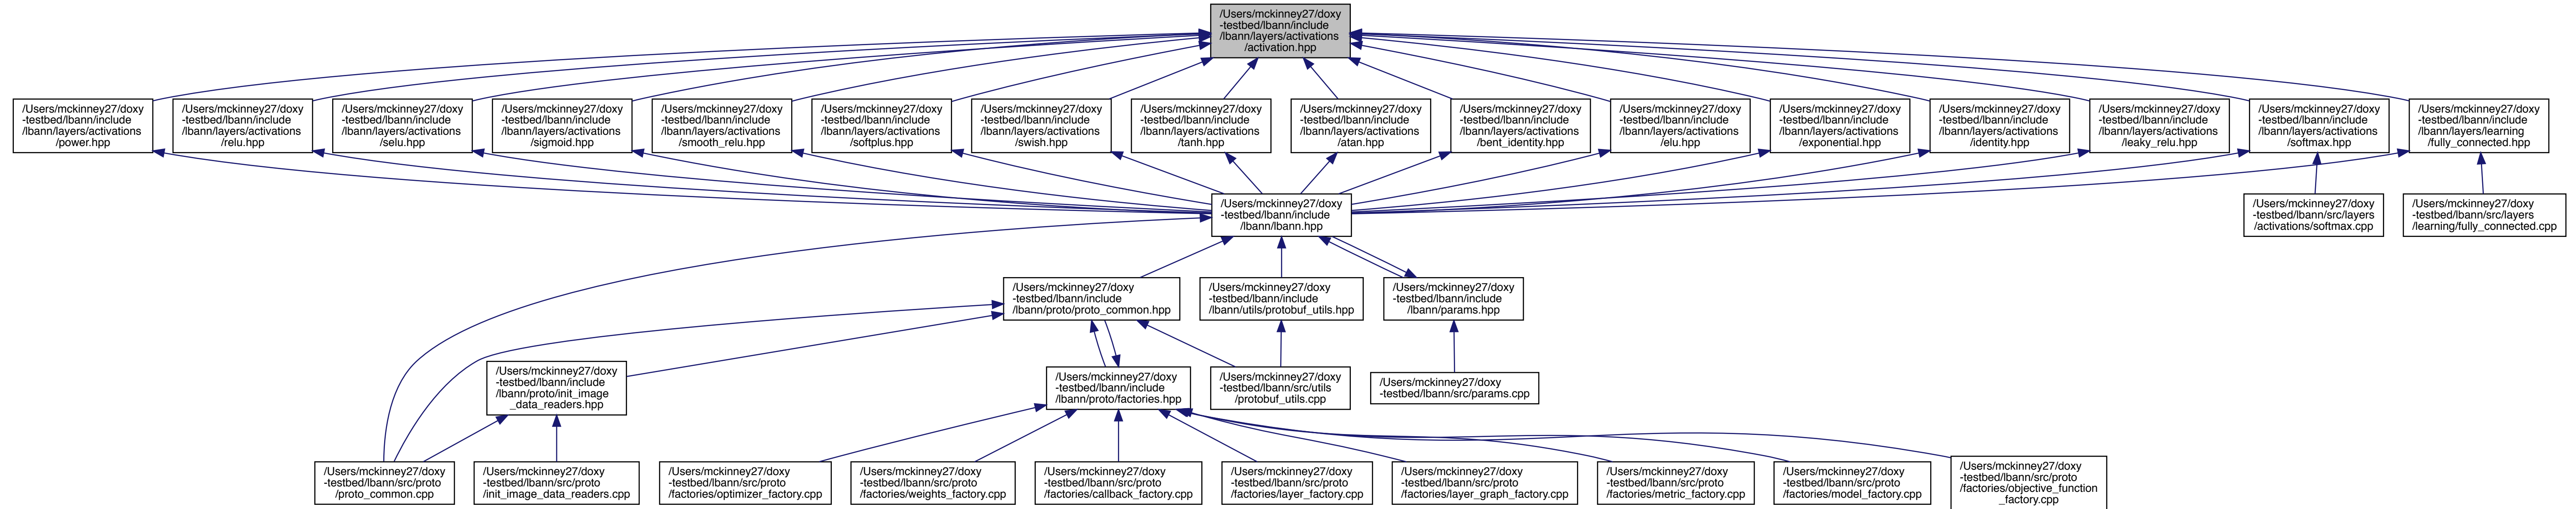 /Users/mckinney27/doxy
-testbed/lbann/include
/lbann/layers/activations
/activation.hpp
/Users/mckinney27/doxy
-testbed/lbann/include
/lbann/layers/activations
/power.hpp
/Users/mckinney27/doxy
-testbed/lbann/include
/lbann/layers/activations
/relu.hpp
/Users/mckinney27/doxy
-testbed/lbann/include
/lbann/layers/activations
/selu.hpp
/Users/mckinney27/doxy
-testbed/lbann/include
/lbann/layers/activations
/sigmoid.hpp
/Users/mckinney27/doxy
-testbed/lbann/include
/lbann/layers/activations
/smooth_relu.hpp
/Users/mckinney27/doxy
-testbed/lbann/include
/lbann/layers/activations
/softplus.hpp
/Users/mckinney27/doxy
-testbed/lbann/include
/lbann/layers/activations
/swish.hpp
/Users/mckinney27/doxy
-testbed/lbann/include
/lbann/layers/activations
/tanh.hpp
/Users/mckinney27/doxy
-testbed/lbann/include
/lbann/layers/activations
/atan.hpp
/Users/mckinney27/doxy
-testbed/lbann/include
/lbann/layers/activations
/bent_identity.hpp
/Users/mckinney27/doxy
-testbed/lbann/include
/lbann/layers/activations
/elu.hpp
/Users/mckinney27/doxy
-testbed/lbann/include
/lbann/layers/activations
/exponential.hpp
/Users/mckinney27/doxy
-testbed/lbann/include
/lbann/layers/activations
/identity.hpp
/Users/mckinney27/doxy
-testbed/lbann/include
/lbann/layers/activations
/leaky_relu.hpp
/Users/mckinney27/doxy
-testbed/lbann/include
/lbann/layers/activations
/softmax.hpp
/Users/mckinney27/doxy
-testbed/lbann/include
/lbann/layers/learning
/fully_connected.hpp
/Users/mckinney27/doxy
-testbed/lbann/include
/lbann/lbann.hpp
/Users/mckinney27/doxy
-testbed/lbann/src/layers
/activations/softmax.cpp
/Users/mckinney27/doxy
-testbed/lbann/src/layers
/learning/fully_connected.cpp
/Users/mckinney27/doxy
-testbed/lbann/include
/lbann/proto/proto_common.hpp
/Users/mckinney27/doxy
-testbed/lbann/include
/lbann/utils/protobuf_utils.hpp
/Users/mckinney27/doxy
-testbed/lbann/include
/lbann/params.hpp
/Users/mckinney27/doxy
-testbed/lbann/include
/lbann/proto/init_image
_data_readers.hpp
/Users/mckinney27/doxy
-testbed/lbann/include
/lbann/proto/factories.hpp
/Users/mckinney27/doxy
-testbed/lbann/src/utils
/protobuf_utils.cpp
/Users/mckinney27/doxy
-testbed/lbann/src/params.cpp
/Users/mckinney27/doxy
-testbed/lbann/src/proto
/proto_common.cpp
/Users/mckinney27/doxy
-testbed/lbann/src/proto
/init_image_data_readers.cpp
/Users/mckinney27/doxy
-testbed/lbann/src/proto
/factories/optimizer_factory.cpp
/Users/mckinney27/doxy
-testbed/lbann/src/proto
/factories/weights_factory.cpp
/Users/mckinney27/doxy
-testbed/lbann/src/proto
/factories/callback_factory.cpp
/Users/mckinney27/doxy
-testbed/lbann/src/proto
/factories/layer_factory.cpp
/Users/mckinney27/doxy
-testbed/lbann/src/proto
/factories/layer_graph_factory.cpp
/Users/mckinney27/doxy
-testbed/lbann/src/proto
/factories/metric_factory.cpp
/Users/mckinney27/doxy
-testbed/lbann/src/proto
/factories/model_factory.cpp
/Users/mckinney27/doxy
-testbed/lbann/src/proto
/factories/objective_function
_factory.cpp